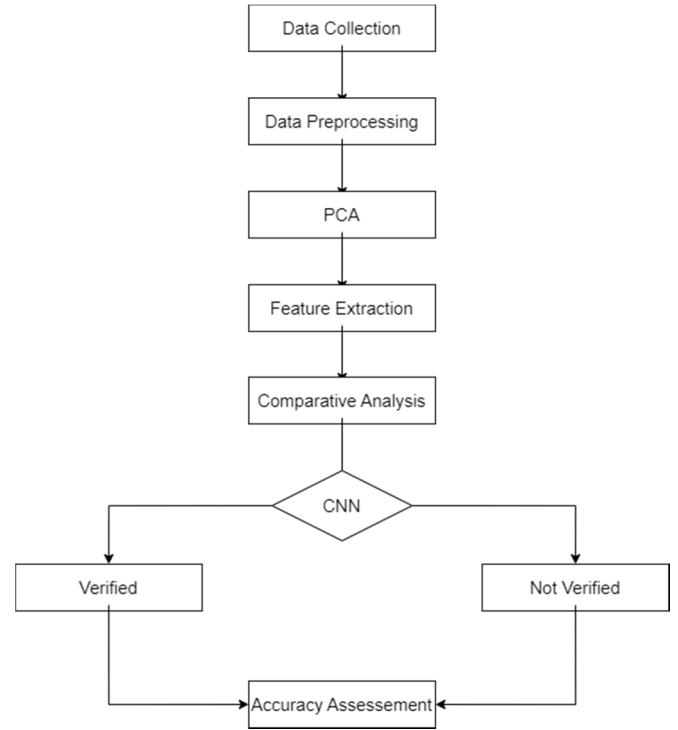 Data Collection
Data Preprocessing
PCA
Feature Extraction
Comparative Analysis
CNN
Verified
Not Verified
Accuracy Assessement